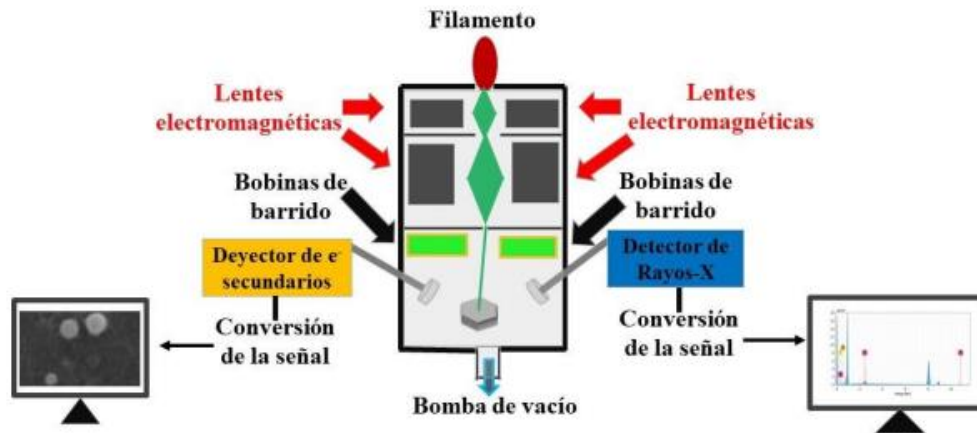 Filamento
Lentes
electromagnéticas
Lentes
electromagnéticas
Bobinas de
barrido
Bobinas de
barrido
Deyector de e-
secundarios
Detector de
Rayos-X
Conversión
de la señal
Conversión
de la señal
Bomba de vacío